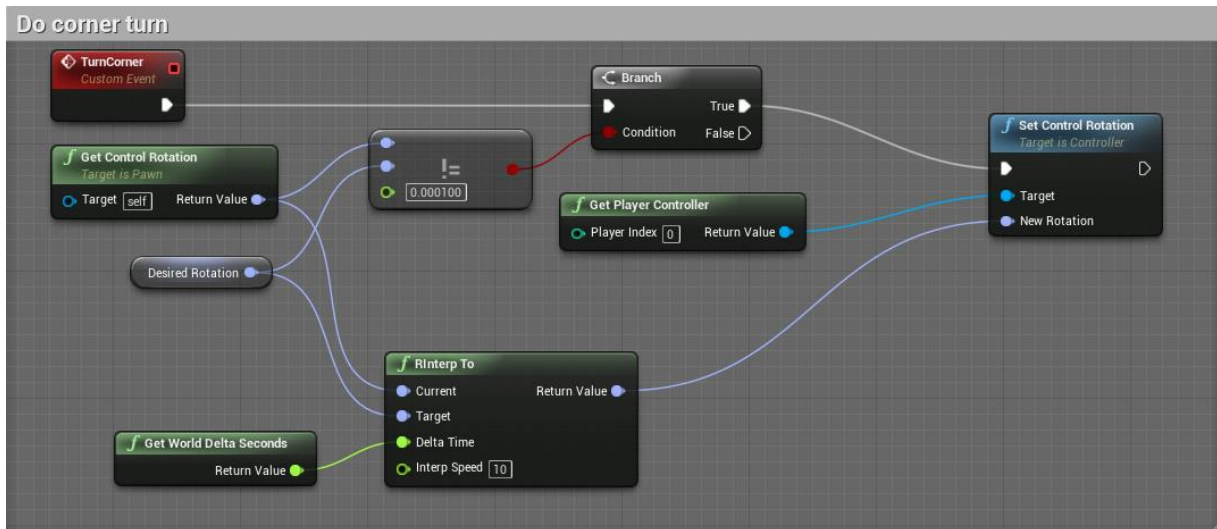 Do corner turn
TurnCorner
Custom Event
Branch
True
Condition
False
Set Control Rotation
Target is Controller
Target
New Rotation
Get Control Rotation
Target is Pawn
Target self
Return Value
!=
0.000100
Get Player Controller
Player Index 0
Return Value
Desired Rotation
RInterp To
Current
Return Value
Target
Delta Time
Interp Speed 10
Get World Delta Seconds
Return Value